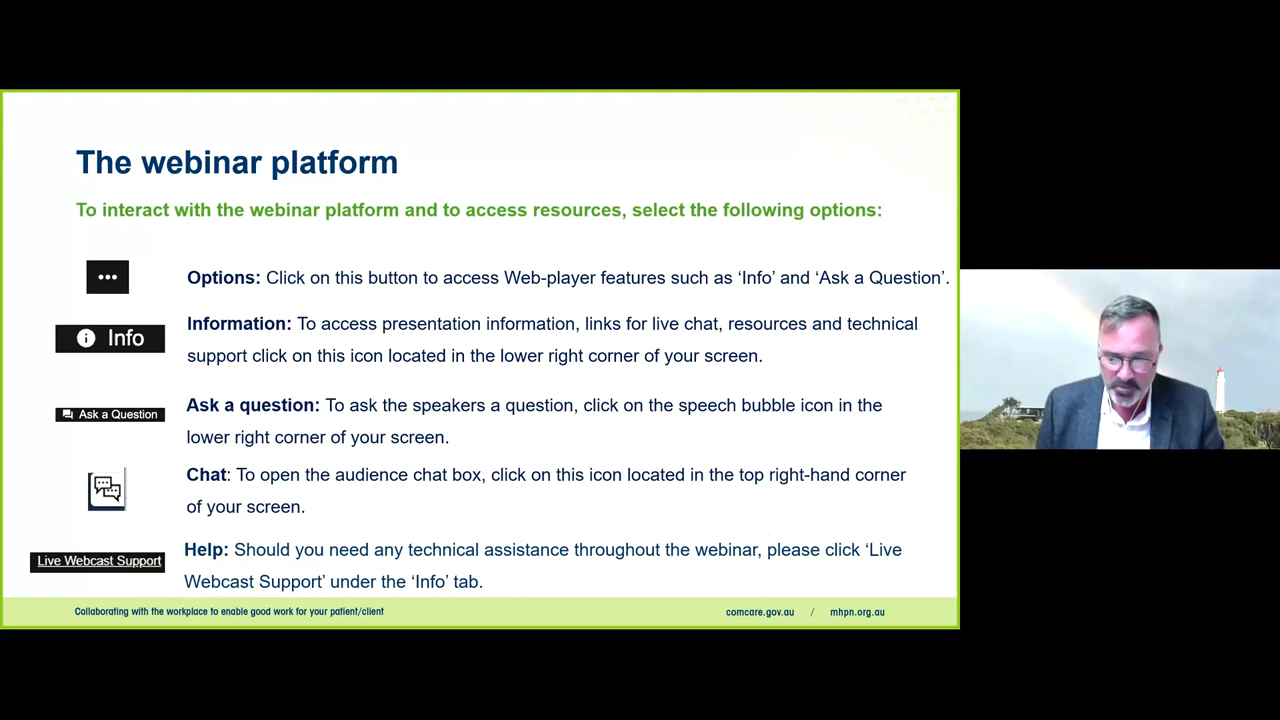 The webinar platform
To interact with the webinar platform and to access resources, select the following options:
Options: Click on this button to access Web-player features such as ‘Info’ and ‘Ask a Question’.
Info
Information: To access presentation information, links for live chat, resources and technical
support click on this icon located in the lower right corner of your screen.
Ask a Question
Ask a question: To ask the speakers a question, click on the speech bubble icon in the
lower right corner of your screen.
Chat: To open the audience chat box, click on this icon located in the top right-hand corner
of your screen.
Live Webcast Support
Help: Should you need any technical assistance throughout the webinar, please click ‘Live
Webcast Support’ under the ‘Info’ tab.
Collaborating with the workplace to enable good work for your patient/client
comcare.gov.au / mhpn.org.au